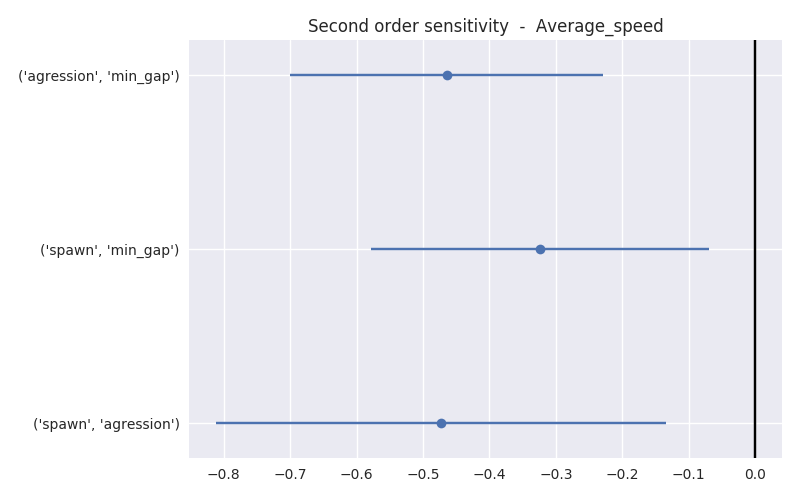 Second order sensitivity  -  Average_speed
('agression', 'min_gap')
('spawn', 'min_gap')
('spawn', 'agression')
−0.8 −0.7 −0.6 −0.5 −0.4 −0.3 −0.2 −0.1 0.0